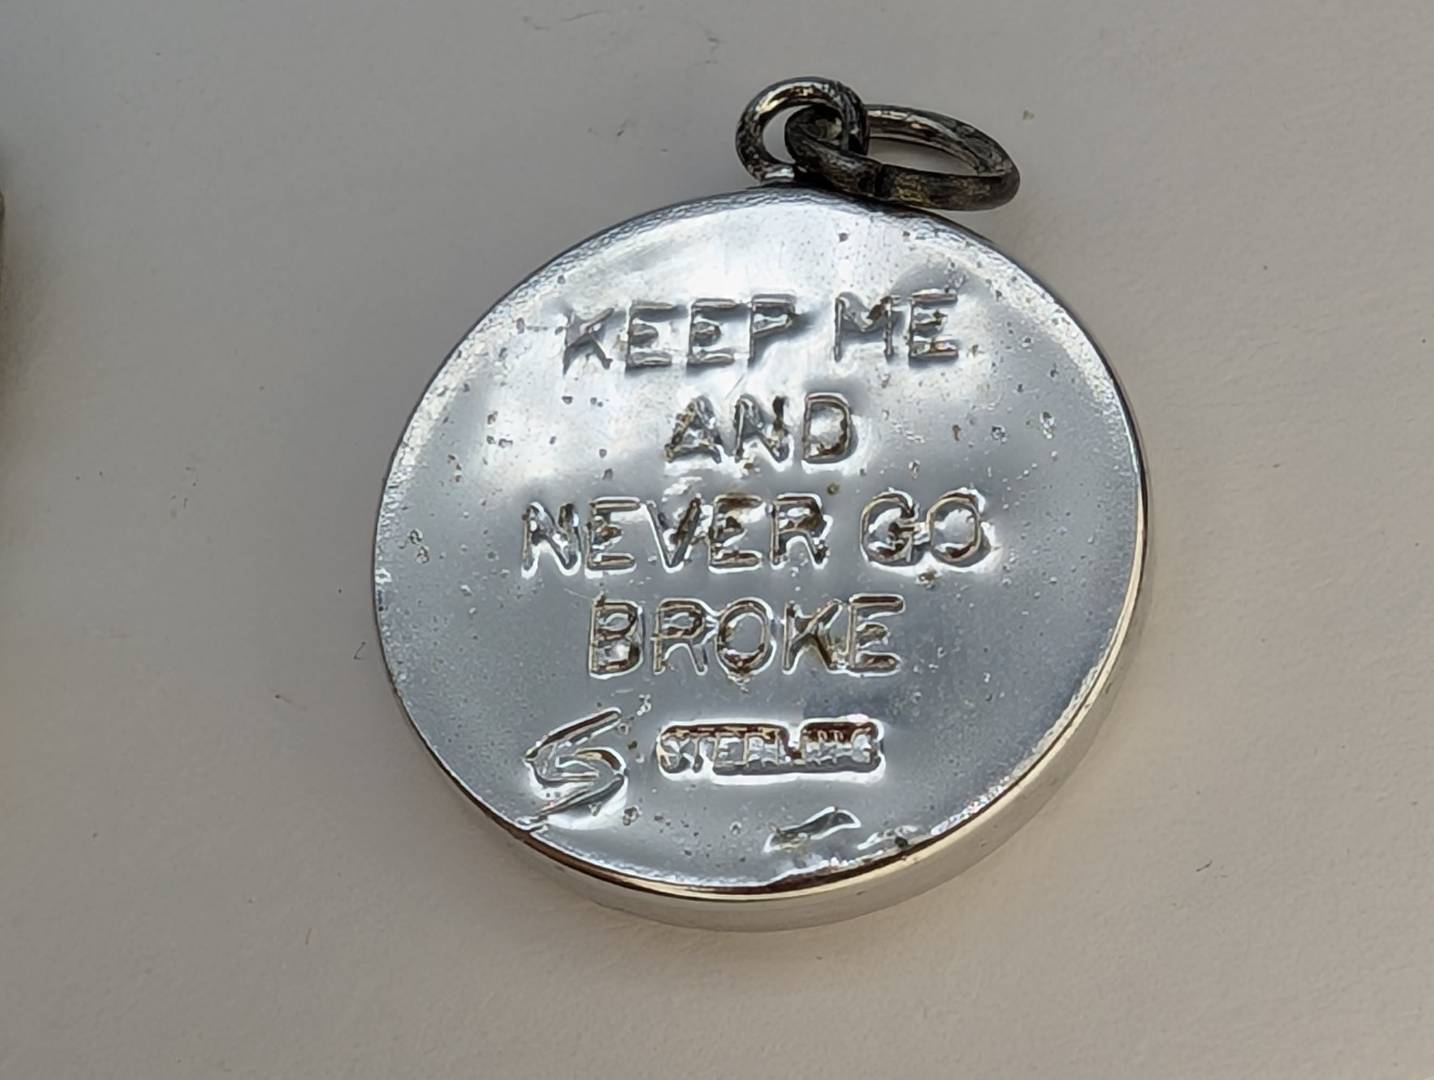 KEEP ME
AND
NEVER GO
BROKE
STERLING